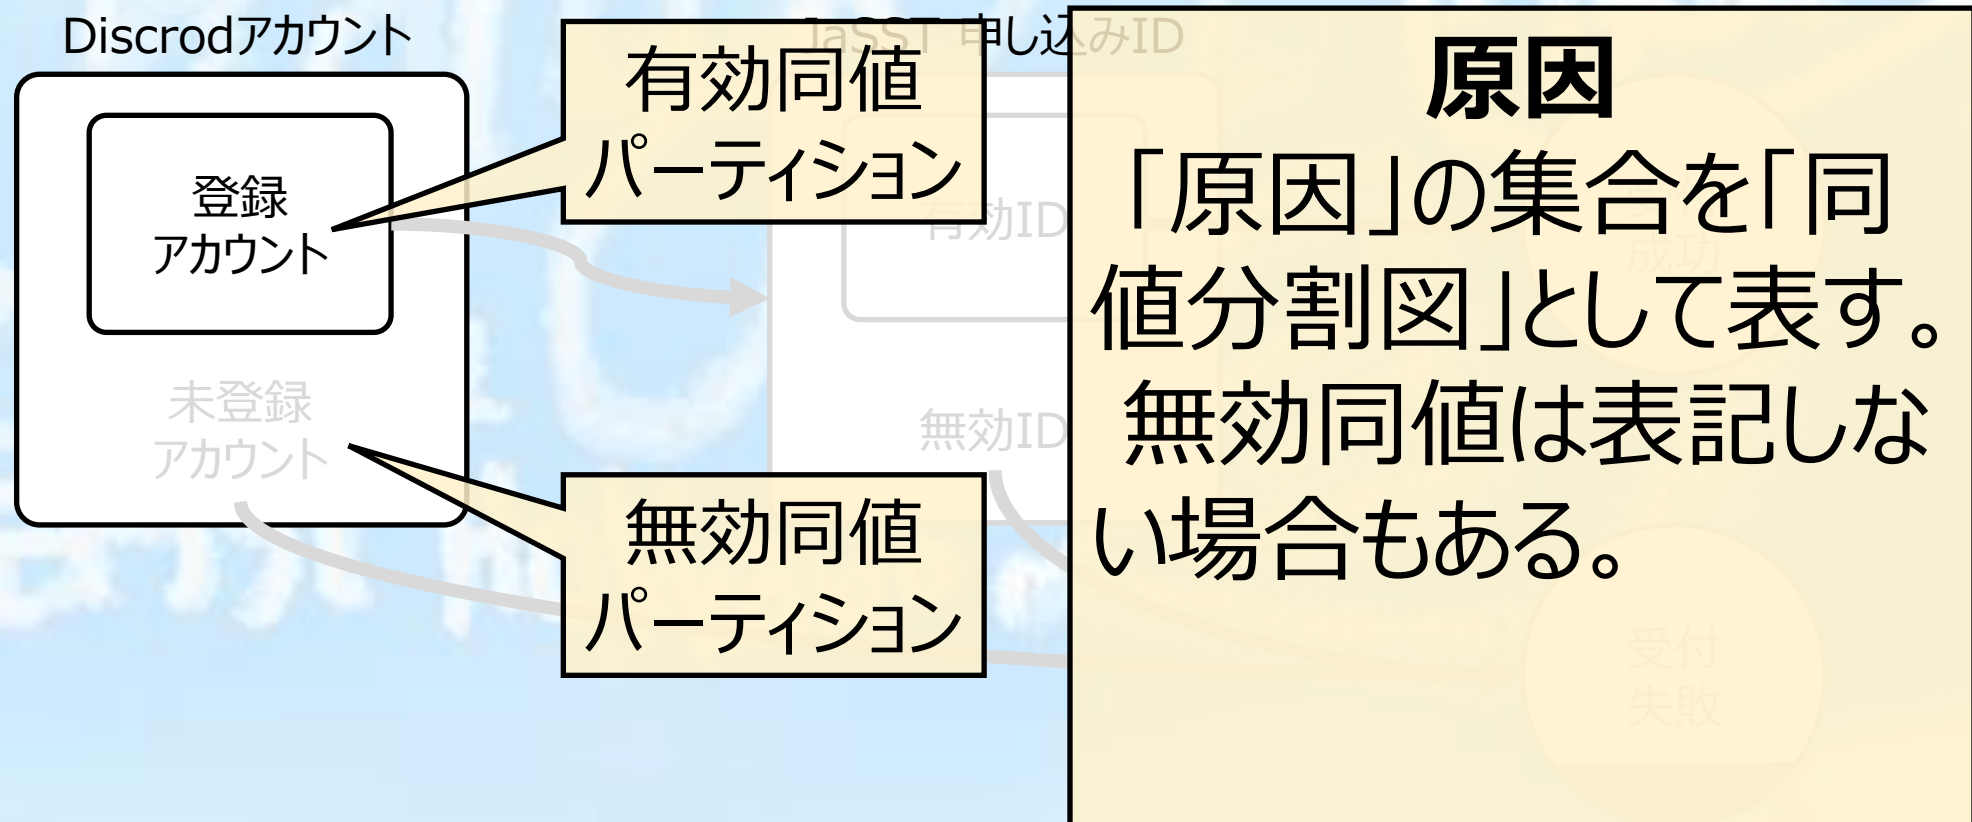 Discrodアカウント
登録
アカウント
未登録
アカウント
有効同値
パーティション
無効同値
パーティション
JaSST 申し込みID
有効ID
無効ID
原因
「原因」の集合を「同
値分割図」として表す。
無効同値は表記しな
い場合もある。
成功
受付
失敗